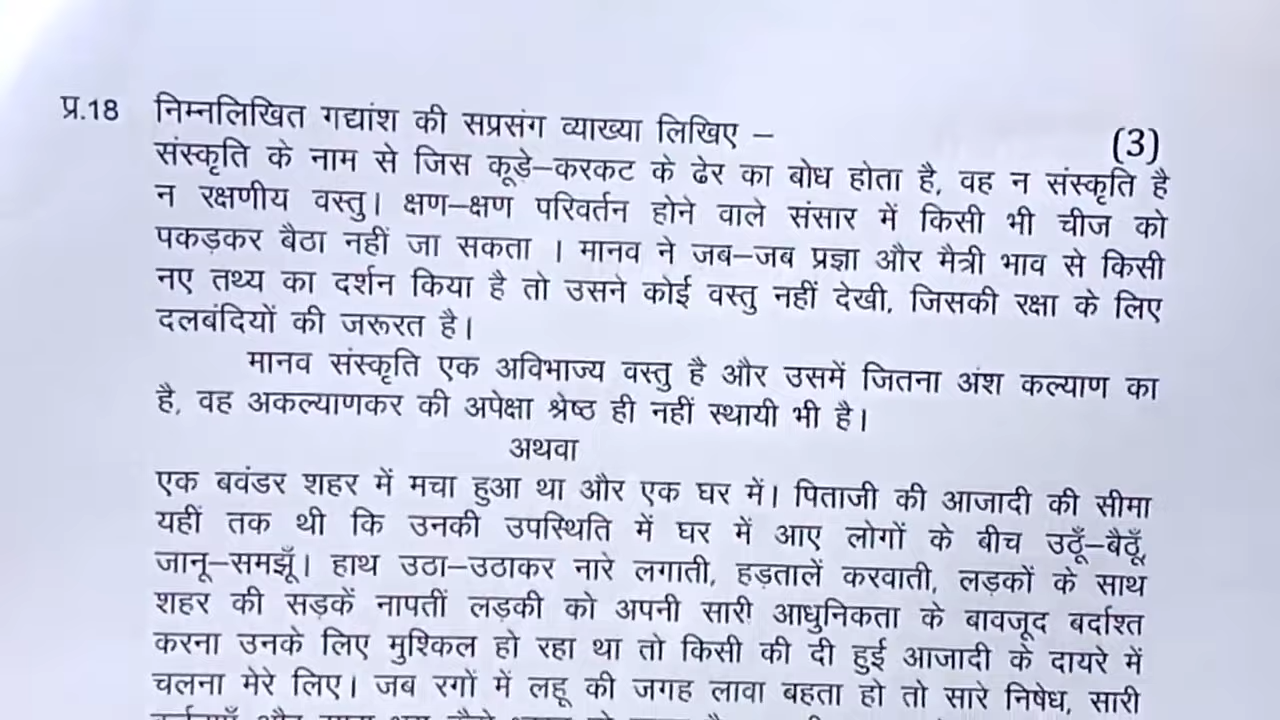 प्र.18 निम्नलिखित गद्यांश की सप्रसंग व्याख्या लिखिए – (3)
संस्कृति के नाम से जिस कूड़े–करकट के ढेर का बोध होता है, वह न संस्कृति है
न रक्षणीय वस्तु। क्षण–क्षण परिवर्तन होने वाले संसार में किसी भी चीज को
पकड़कर बैठा नहीं जा सकता । मानव ने जब–जब प्रज्ञा और मैत्री भाव से किसी
नए तथ्य का दर्शन किया है तो उसने कोई वस्तु नहीं देखी, जिसकी रक्षा के लिए
दलबंदियों की जरूरत है।
मानव संस्कृति एक अविभाज्य वस्तु है और उसमें जितना अंश कल्याण का
है, वह अकल्याणकर की अपेक्षा श्रेष्ठ ही नहीं स्थायी भी है।
अथवा
एक बवंडर शहर में मचा हुआ था और एक घर में। पिताजी की आजादी की सीमा
यहीं तक थी कि उनकी उपस्थिति में घर में आए लोगों के बीच उठूँ–बैठूँ,
जानू–समझूँ। हाथ उठा–उठाकर नारे लगाती, हड़तालें करवाती, लड़कों के साथ
शहर की सड़कें नापतीं लड़की को अपनी सारी आधुनिकता के बावजूद बर्दाश्त
करना उनके लिए मुश्किल हो रहा था तो किसी की दी हुई आजादी के दायरे में
चलना मेरे लिए। जब रगों में लहू की जगह लावा बहता हो तो सारे निषेध, सारी